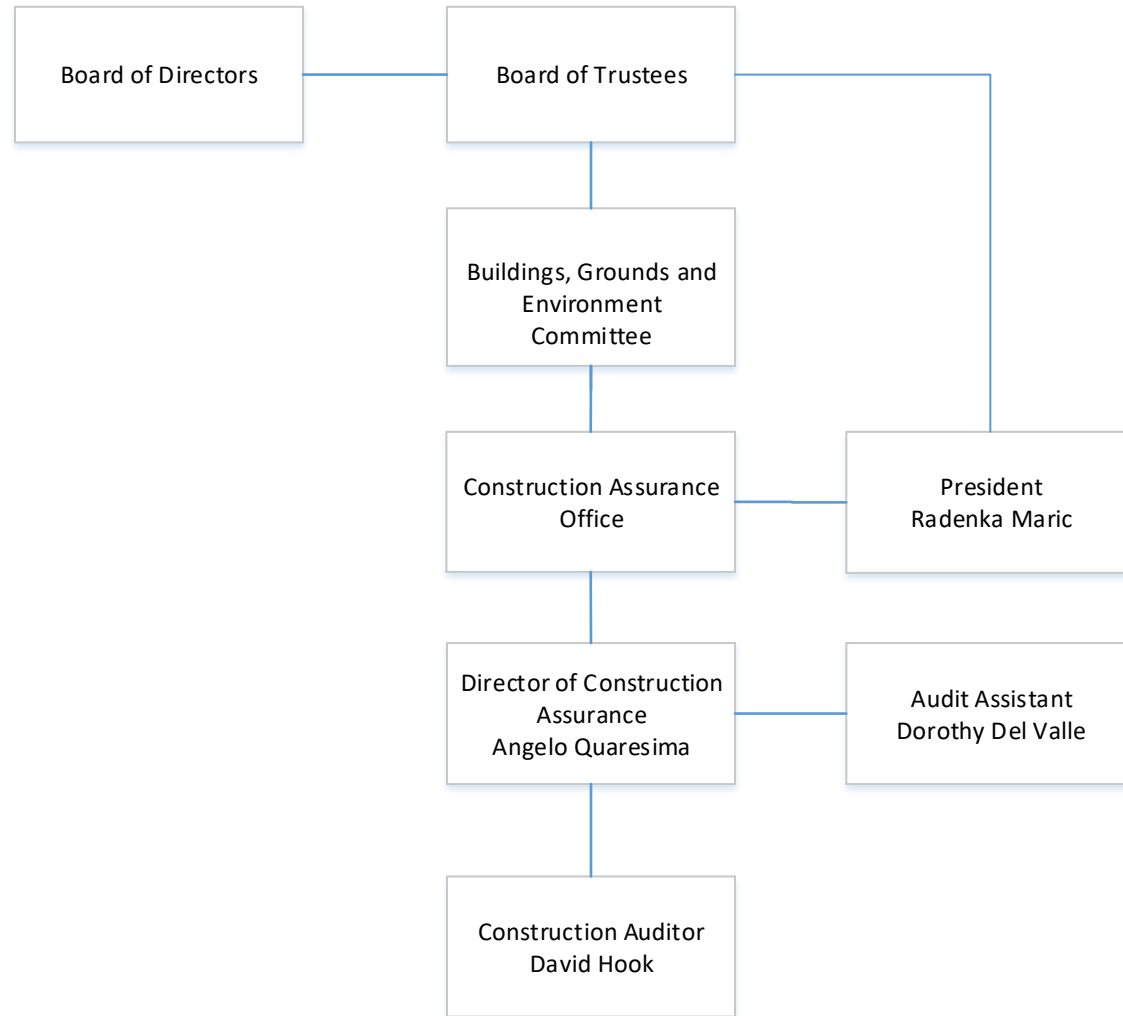 Board of Directors
Board of Trustees
Buildings, Grounds and
Environment
Committee
Construction Assurance
Office
President
Radenka Maric
Director of Construction
Assurance
Angelo Quaresima
Audit Assistant
Dorothy Del Valle
Construction Auditor
David Hook